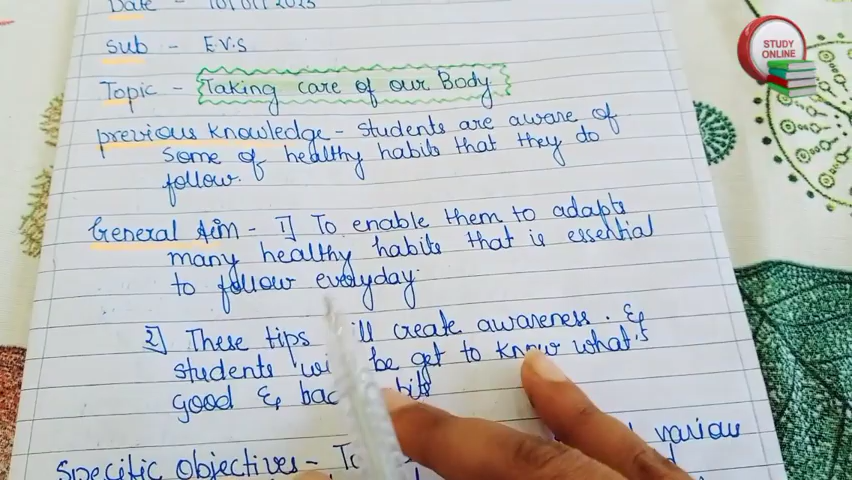 Date - 10/01/2023
Sub - E.V.S
Topic - Taking care of our Body
previous knowledge - students are aware of
some of healthy habits that they do
follow.
General Aim - 1] To enable them to adapts
many healthy habits that is essential
to follow everyday.
2] These tips will create awareness. &
students will be get to know what's
good & bad habits
Specific Objectives - To various
STUDY
ONLINE